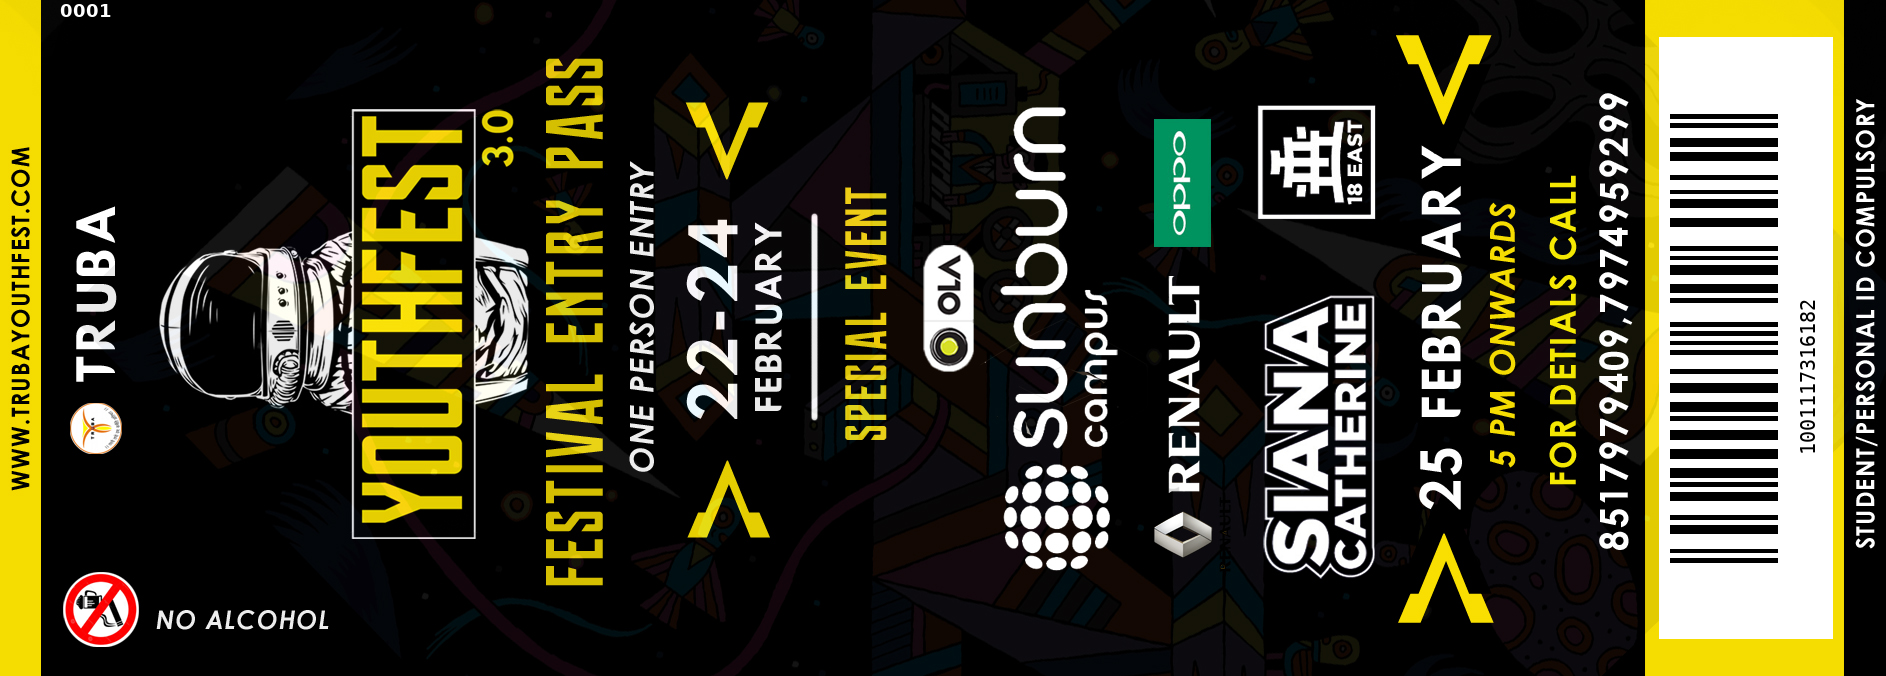 0001
WWW.TRUBAYOUTHFEST.COM
TRUBA
NO ALCOHOL
YOUTHFEST
3.0
FESTIVAL ENTRY PASS
ONE PERSON ENTRY
22-24
FEBRUARY
SPECIAL EVENT
OLA
sunburn
campus
oppo
RENAULT
18 EAST
SIANA
CATHERINE
25 FEBRUARY
5 PM ONWARDS
FOR DETIALS CALL
8517979409,7974959299
1001117316182
STUDENT/PERSONAL ID COMPULSORY